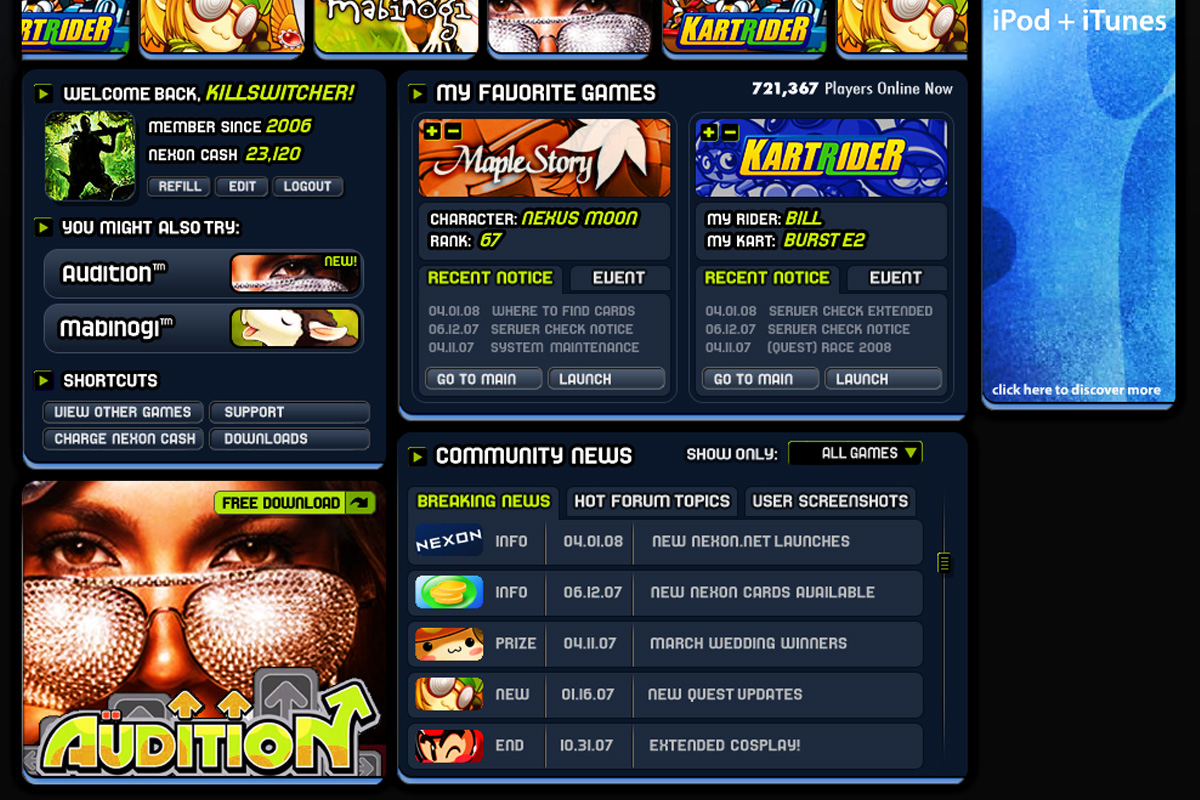 KARTRIDER
Mabinogi
KARTRIDER
iPod + iTunes
WELCOME BACK, KILLSWITCHER!
MEMBER SINCE 2006
NEXON CASH 23,120
REFILL EDIT LOGOUT
YOU MIGHT ALSO TRY:
Audition™ NEW!
Mabinogi™
SHORTCUTS
VIEW OTHER GAMES SUPPORT
CHARGE NEXON CASH DOWNLOADS
FREE DOWNLOAD
AÜDITION
MY FAVORITE GAMES 721,367 Players Online Now
MapleStory
CHARACTER: NEXUS MOON
RANK: 67
RECENT NOTICE EVENT
04.01.08 WHERE TO FIND CARDS
06.12.07 SERVER CHECK NOTICE
04.11.07 SYSTEM MAINTENANCE
GO TO MAIN LAUNCH
KARTRIDER
MY RIDER: BILL
MY KART: BURST E2
RECENT NOTICE EVENT
04.01.08 SERVER CHECK EXTENDED
06.12.07 SERVER CHECK NOTICE
04.11.07 (QUEST) RACE 2008
GO TO MAIN LAUNCH
click here to discover more
COMMUNITY NEWS SHOW ONLY: ALL GAMES
BREAKING NEWS HOT FORUM TOPICS USER SCREENSHOTS
NEXON INFO 04.01.08 NEW NEXON.NET LAUNCHES
INFO 06.12.07 NEW NEXON CARDS AVAILABLE
PRIZE 04.11.07 MARCH WEDDING WINNERS
NEW 01.16.07 NEW QUEST UPDATES
END 10.31.07 EXTENDED COSPLAY!